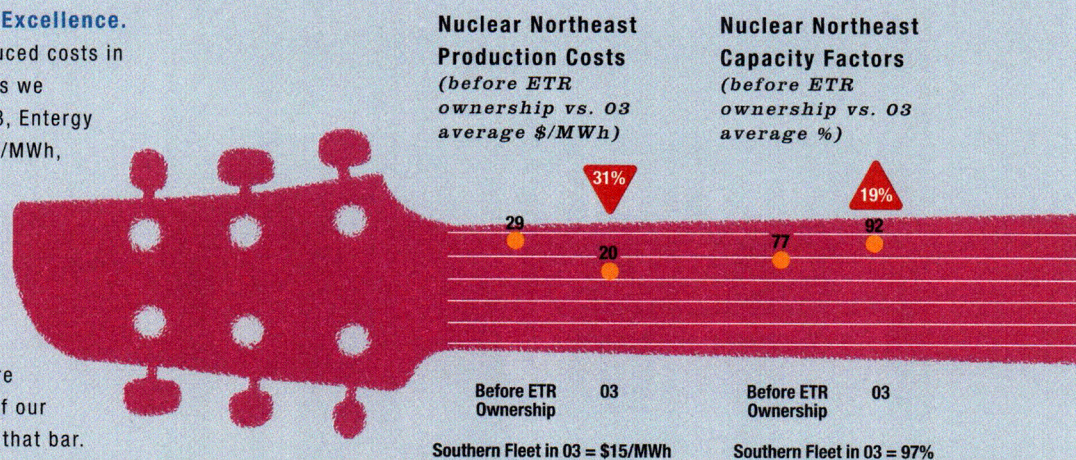 Excellence.
uced costs in
s we
3, Entergy
/MWh,
re
f our
that bar.
Nuclear Northeast
Production Costs
(before ETR
ownership vs. 03
average $/MWh)
31%
29
20
Before ETR
Ownership
03
Southern Fleet in 03 = $15/MWh
Nuclear Northeast
Capacity Factors
(before ETR
ownership vs. 03
average %)
19%
77
92
Before ETR
Ownership
03
Southern Fleet in 03 = 97%